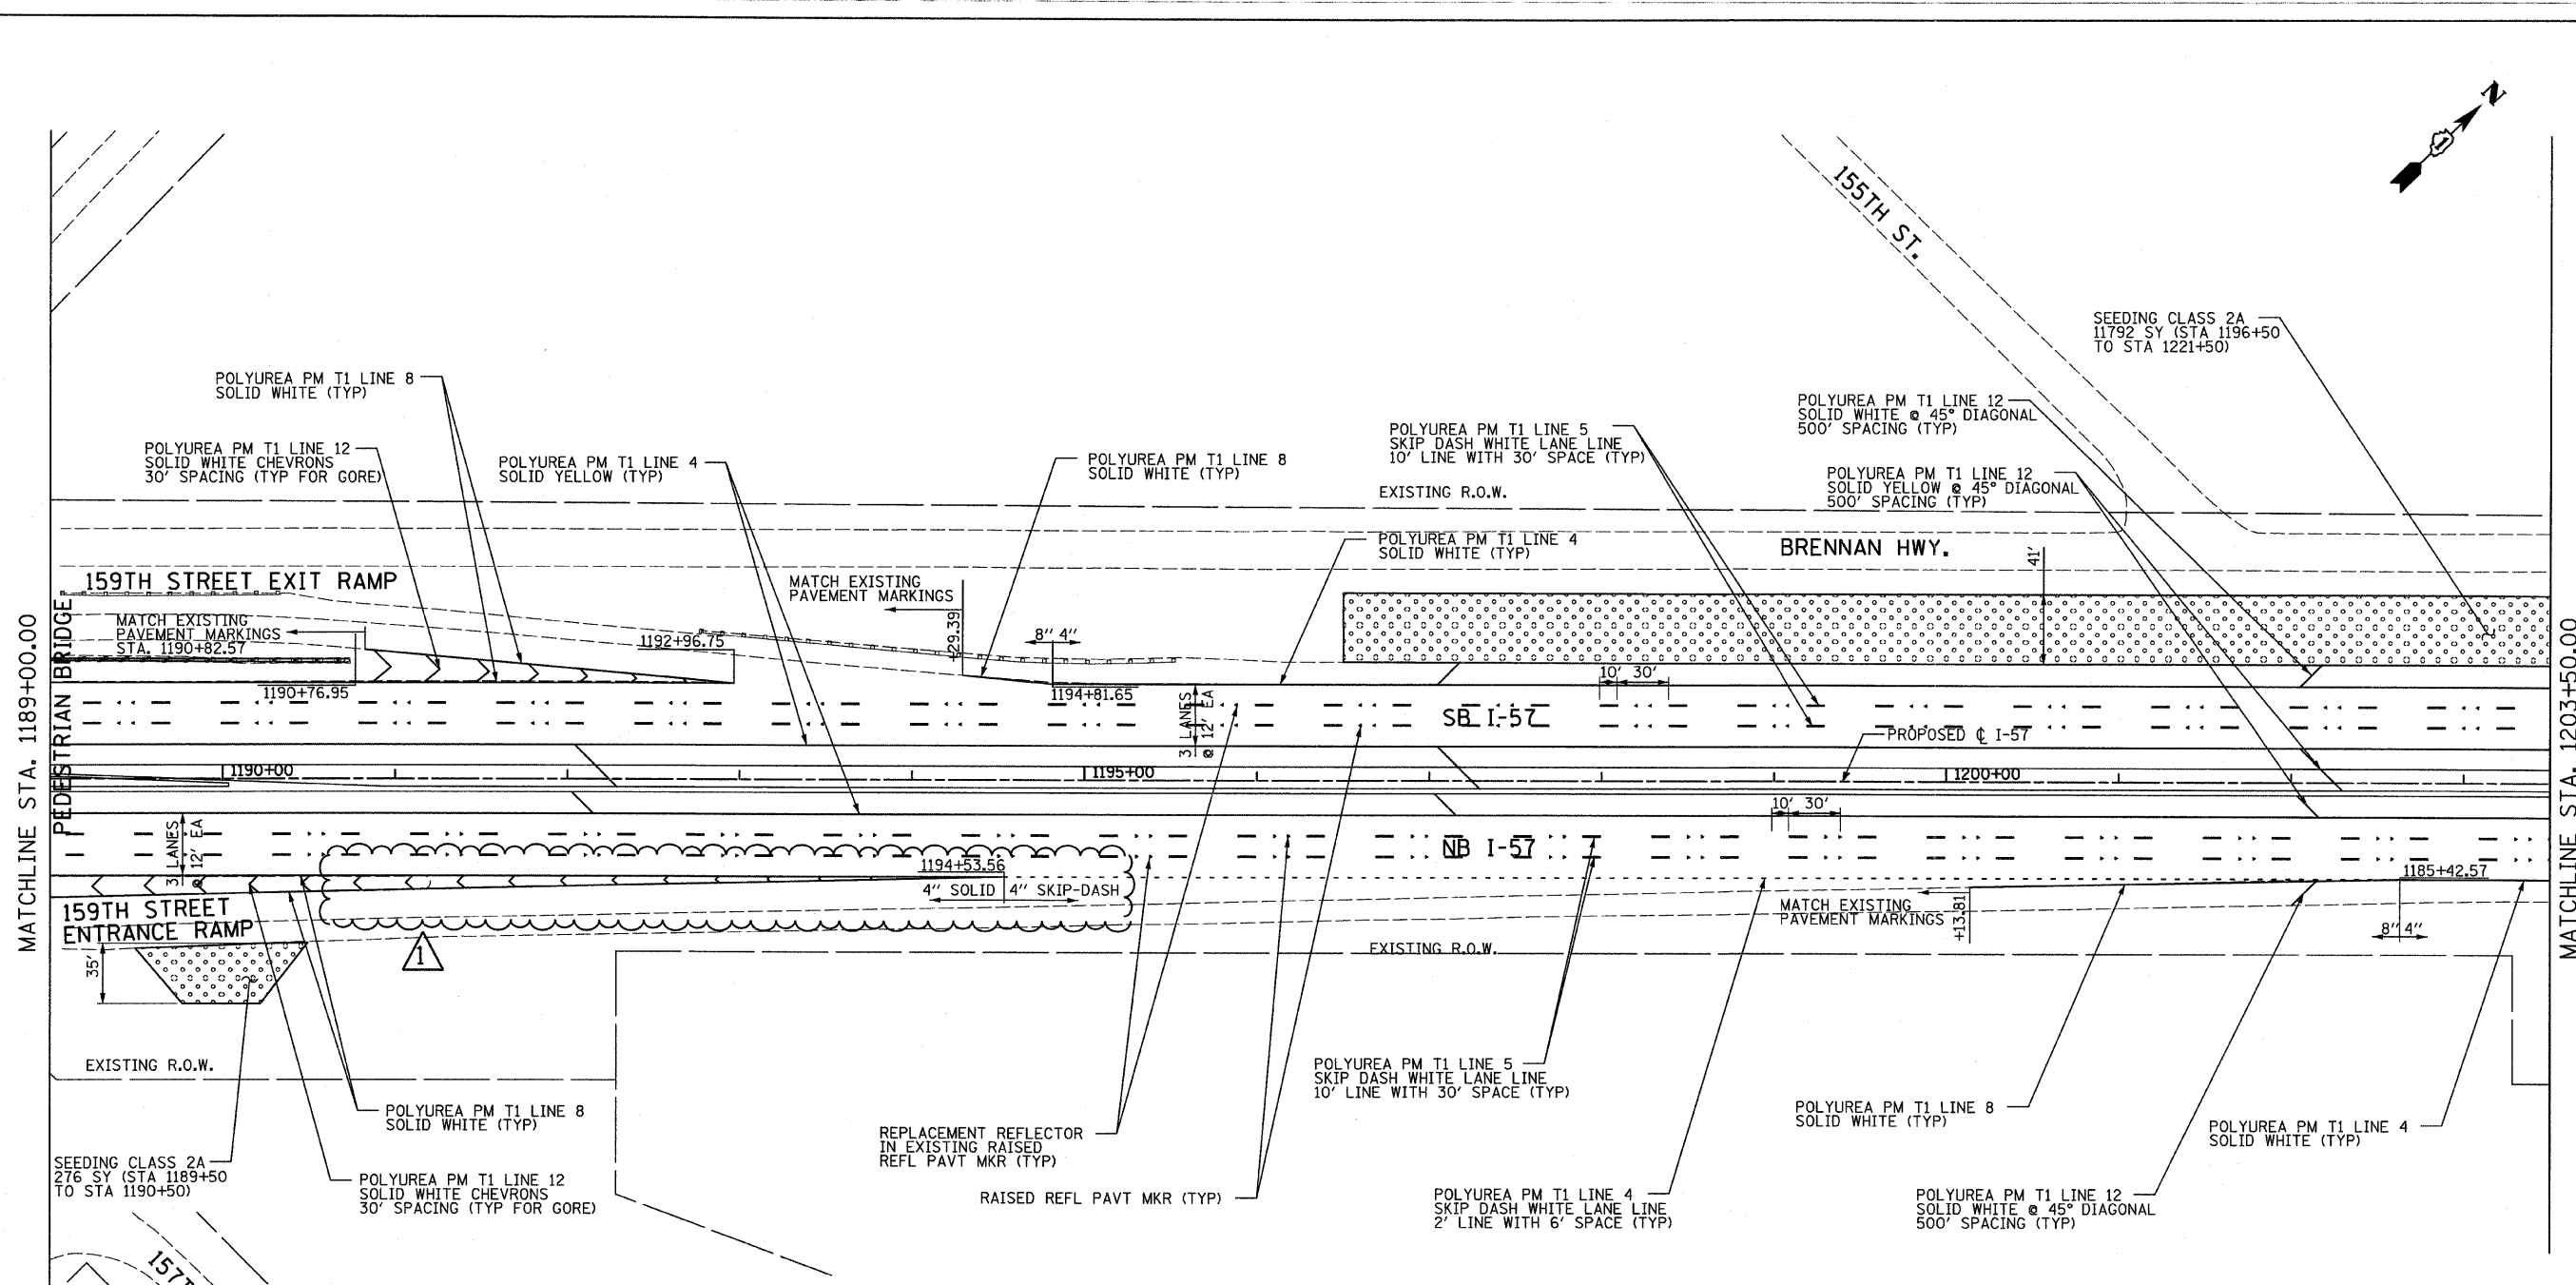 N
1
155TH ST.
SEEDING CLASS 2A
11792 SY (STA 1196+50
TO STA 1221+50)
POLYUREA PM T1 LINE 8
SOLID WHITE (TYP)
POLYUREA PM T1 LINE 12
SOLID WHITE CHEVRONS
30' SPACING (TYP FOR GORE)
POLYUREA PM T1 LINE 4
SOLID YELLOW (TYP)
POLYUREA PM T1 LINE 8
SOLID WHITE (TYP)
POLYUREA PM T1 LINE 5
SKIP DASH WHITE LANE LINE
10' LINE WITH 30' SPACE (TYP)
POLYUREA PM T1 LINE 12
SOLID WHITE @ 45° DIAGONAL
500' SPACING (TYP)
POLYUREA PM T1 LINE 12
SOLID YELLOW @ 45° DIAGONAL
500' SPACING (TYP)
EXISTING R.O.W.
POLYUREA PM T1 LINE 4
SOLID WHITE (TYP)
BRENNAN HWY.
41'
159TH STREET EXIT RAMP
MATCH EXISTING
PAVEMENT MARKINGS
MATCH EXISTING
PAVEMENT MARKINGS
STA. 1190+82.57
1192+96.75
+29.39
8" 4"
1190+76.95
1194+81.65
10' 30'
MATCHLINE STA. 1189+00.00
PEDESTRIAN BRIDGE
3 LANES
@ 12' EA
SB I-57
PROPOSED ℄ I-57
1190+00
1195+00
1200+00
10' 30'
MATCHLINE STA. 1203+50.00
3 LANES
@ 12' EA
NB I-57
1194+53.56
4" SOLID
4" SKIP-DASH
1185+42.57
159TH STREET
ENTRANCE RAMP
MATCH EXISTING
PAVEMENT MARKINGS
+13.81
8" 4"
1
35'
EXISTING R.O.W.
EXISTING R.O.W.
POLYUREA PM T1 LINE 5
SKIP DASH WHITE LANE LINE
10' LINE WITH 30' SPACE (TYP)
POLYUREA PM T1 LINE 8
SOLID WHITE (TYP)
POLYUREA PM T1 LINE 8
SOLID WHITE (TYP)
POLYUREA PM T1 LINE 4
SOLID WHITE (TYP)
REPLACEMENT REFLECTOR
IN EXISTING RAISED
REFL PAVT MKR (TYP)
SEEDING CLASS 2A
276 SY (STA 1189+50
TO STA 1190+50)
POLYUREA PM T1 LINE 12
SOLID WHITE CHEVRONS
30' SPACING (TYP FOR GORE)
RAISED REFL PAVT MKR (TYP)
POLYUREA PM T1 LINE 4
SKIP DASH WHITE LANE LINE
2' LINE WITH 6' SPACE (TYP)
POLYUREA PM T1 LINE 12
SOLID WHITE @ 45° DIAGONAL
500' SPACING (TYP)